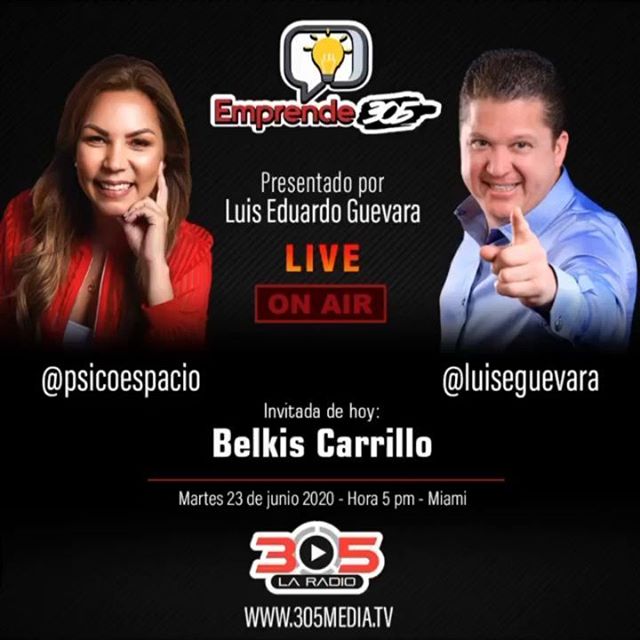 Emprende 305
Presentado por
Luis Eduardo Guevara
LIVE
ON AIR
@psicoespacio
@luiseguevara
Invitada de hoy:
Belkis Carrillo
Martes 23 de junio 2020 - Hora 5 pm - Miami
305
LA RADIO
WWW.305MEDIA.TV